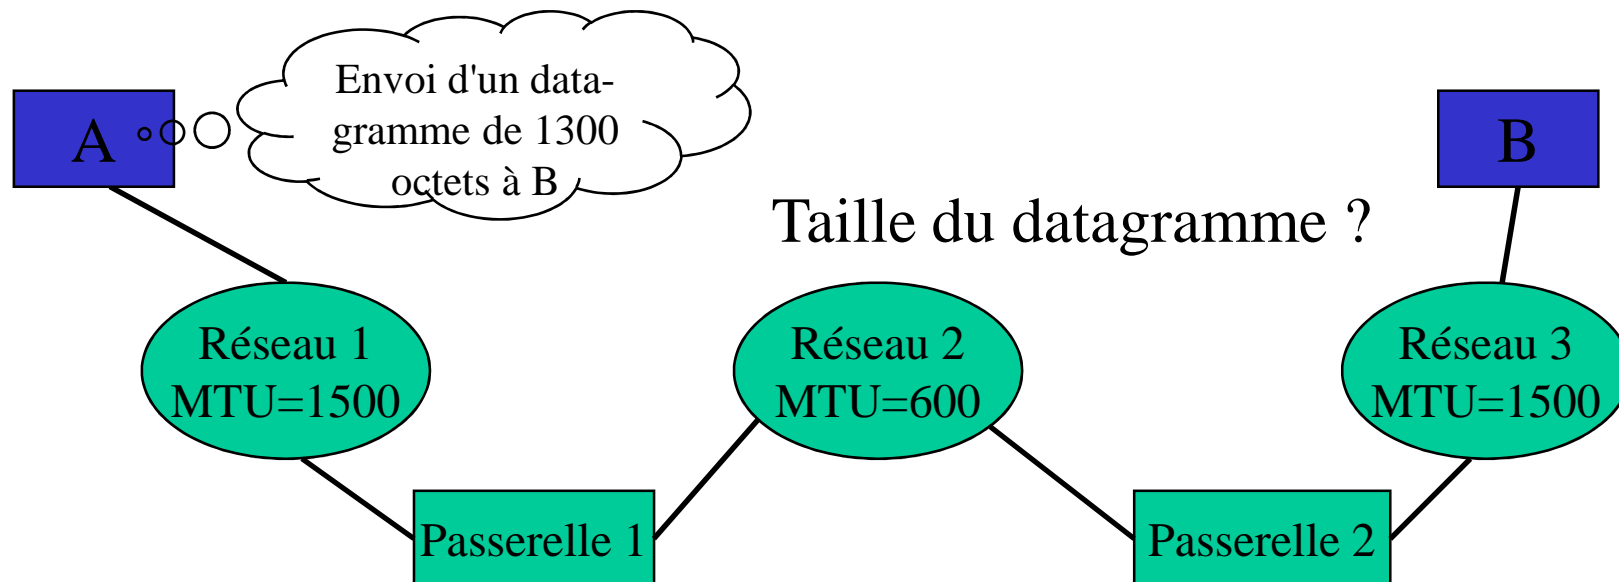 Envoi d'un data-
gramme de 1300
octets à B
A
B
Taille du datagramme ?
Réseau 1
MTU=1500
Réseau 2
MTU=600
Réseau 3
MTU=1500
Passerelle 1
Passerelle 2